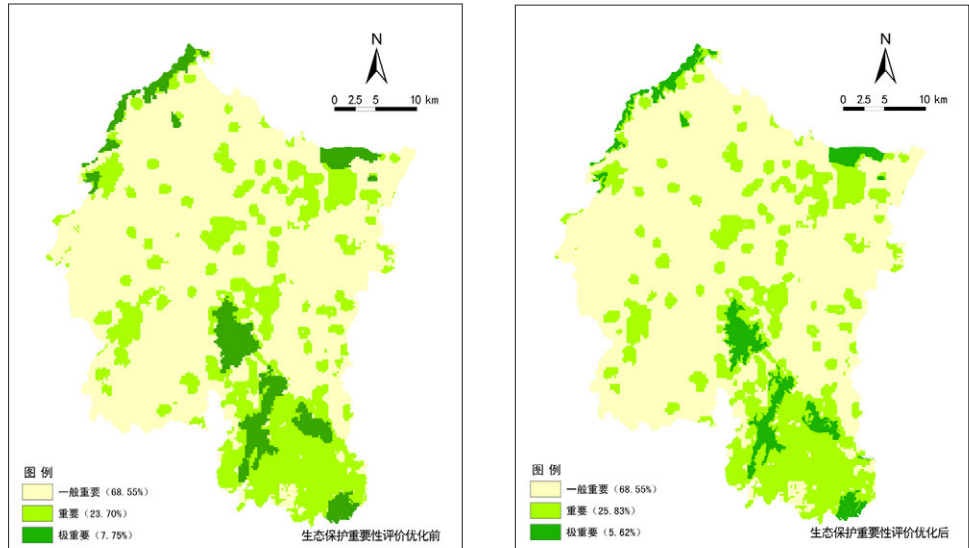 N
0 2.5 5 10 km
图 例
一般重要(68.55%)
重要(23.70%)
极重要(7.75%)
生态保护重要性评价优化前
N
0 2.5 5 10 km
图 例
一般重要(68.55%)
重要(25.83%)
极重要(5.62%)
生态保护重要性评价优化后